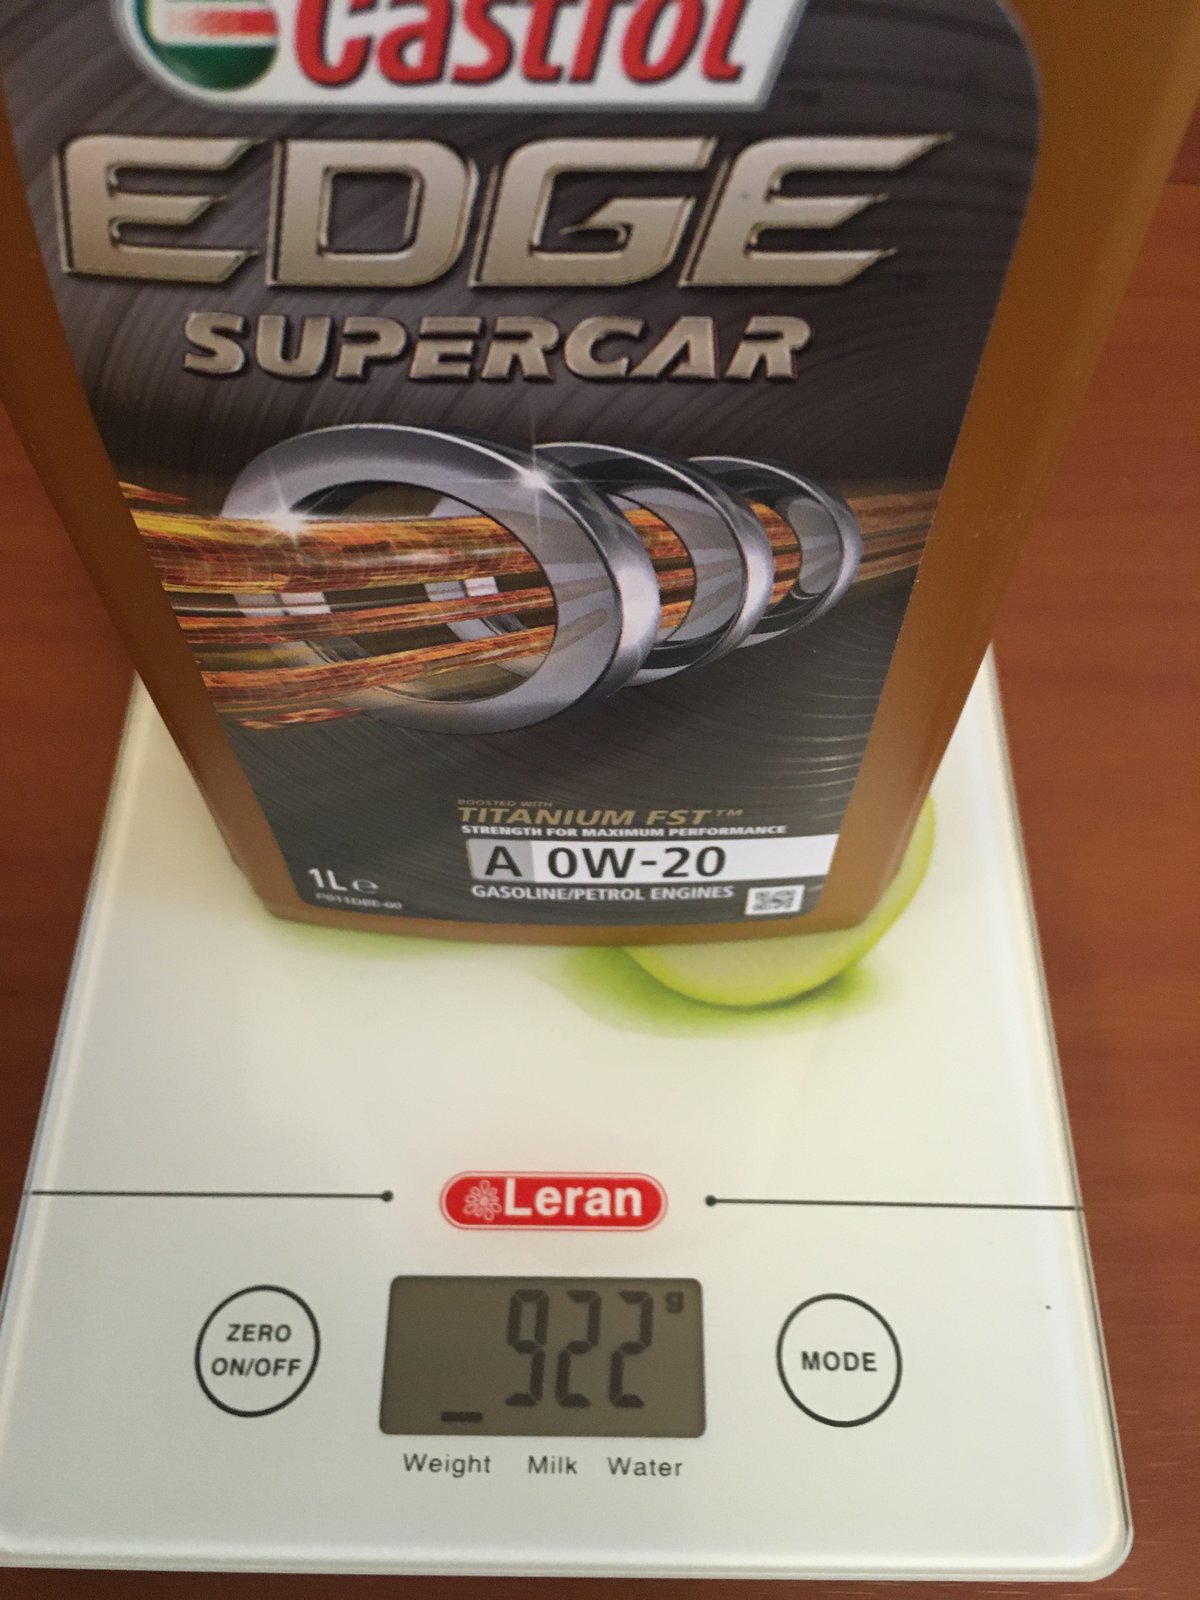 Castrol
EDGE
SUPERCAR
BOOSTED WITH
TITANIUM FST™
STRENGTH FOR MAXIMUM PERFORMANCE
A 0W-20
1L e
GASOLINE/PETROL ENGINES
Leran
ZERO
ON/OFF
922 g
MODE
Weight Milk Water